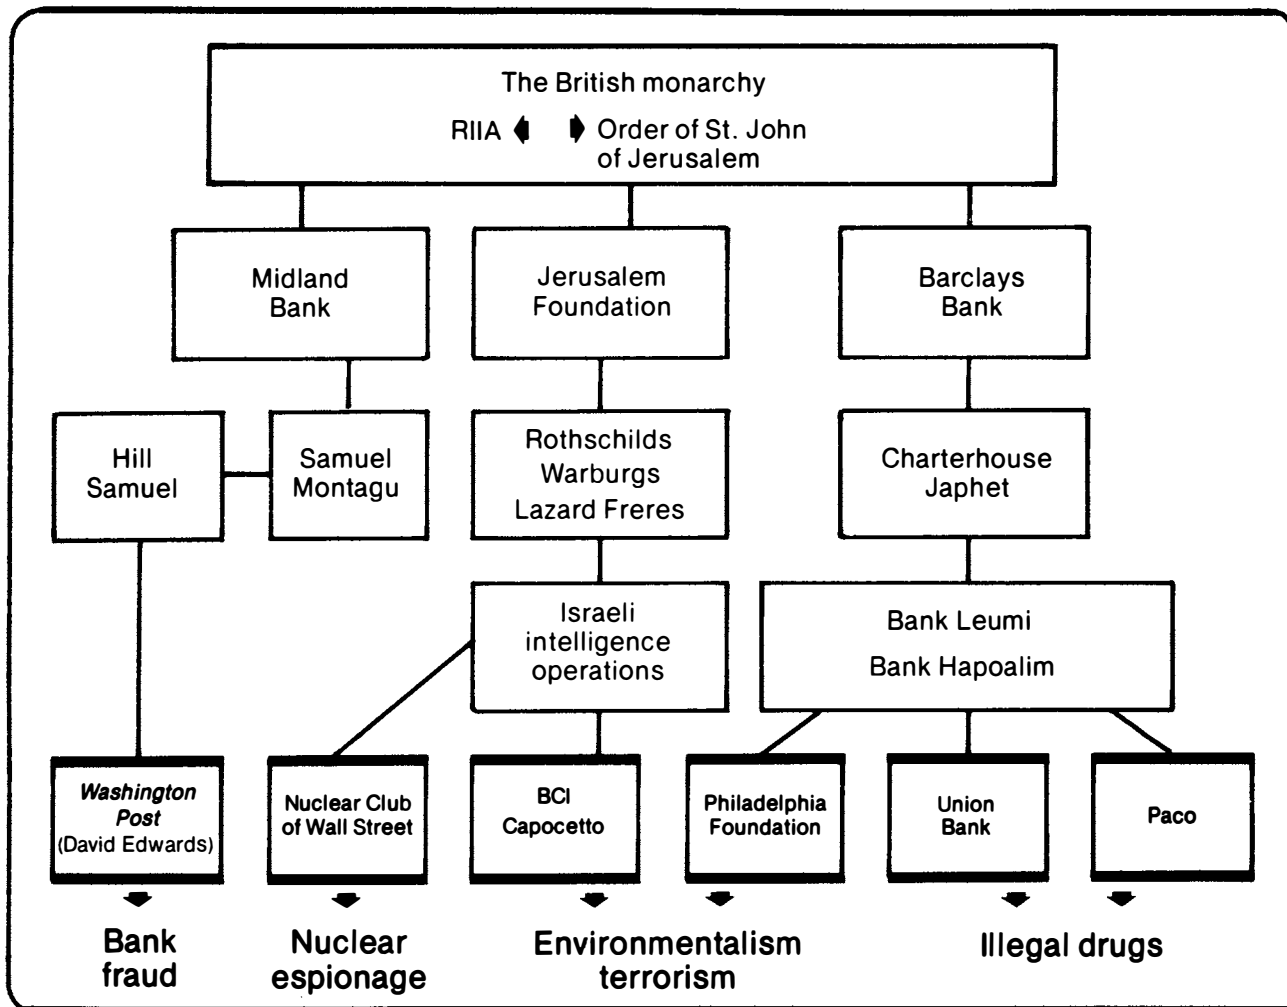 The British monarchy
RIIA Order of St. John
of Jerusalem
Midland
Bank
Jerusalem
Foundation
Barclays
Bank
Hill
Samuel
Samuel
Montagu
Rothschilds
Warburgs
Lazard Freres
Charterhouse
Japhet
Israeli
intelligence
operations
Bank Leumi
Bank Hapoalim
Washington
Post
(David Edwards)
Nuclear Club
of Wall Street
BCI
Capocetto
Philadelphia
Foundation
Union
Bank
Paco
Bank
fraud
Nuclear
espionage
Environmentalism
terrorism
Illegal drugs